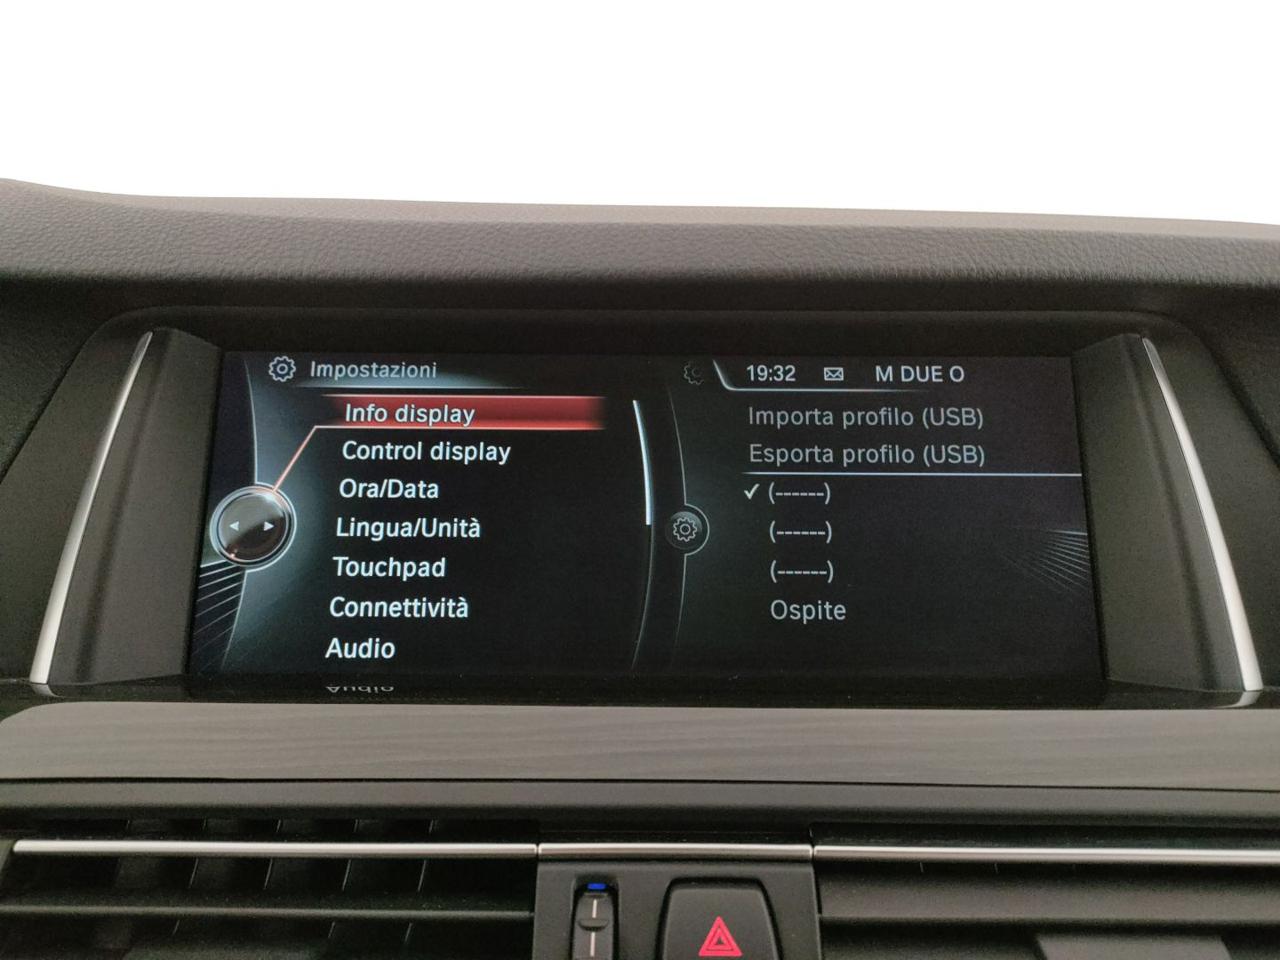 Impostazioni
Info display
Control display
Ora/Data
Lingua/Unità
Touchpad
Connettività
Audio
19:32 M DUE O
Importa profilo (USB)
Esporta profilo (USB)
✓ (------)
(------)
(------)
Ospite